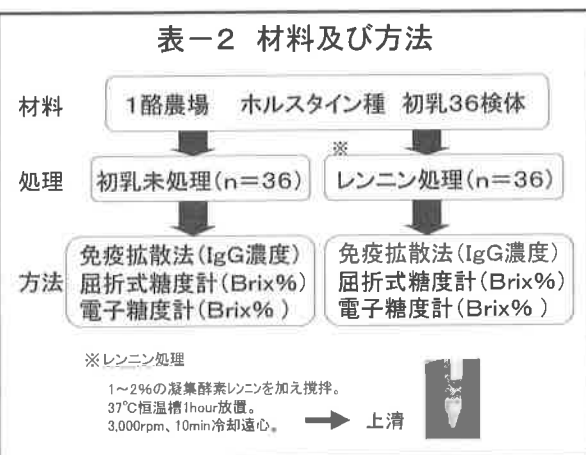 表－2 材料及び方法
材料
1酪農場 ホルスタイン種 初乳36検体
※
処理
初乳未処理(n＝36)
レンニン処理(n＝36)
方法
免疫拡散法(IgG濃度)
屈折式糖度計(Brix%)
電子糖度計(Brix% )
免疫拡散法(IgG濃度)
屈折式糖度計(Brix%)
電子糖度計(Brix% )
※レンニン処理
1～2%の凝集酵素レンニンを加え撹拌。
37℃恒温槽1hour放置。
3,000rpm、10min冷却遠心。
上清